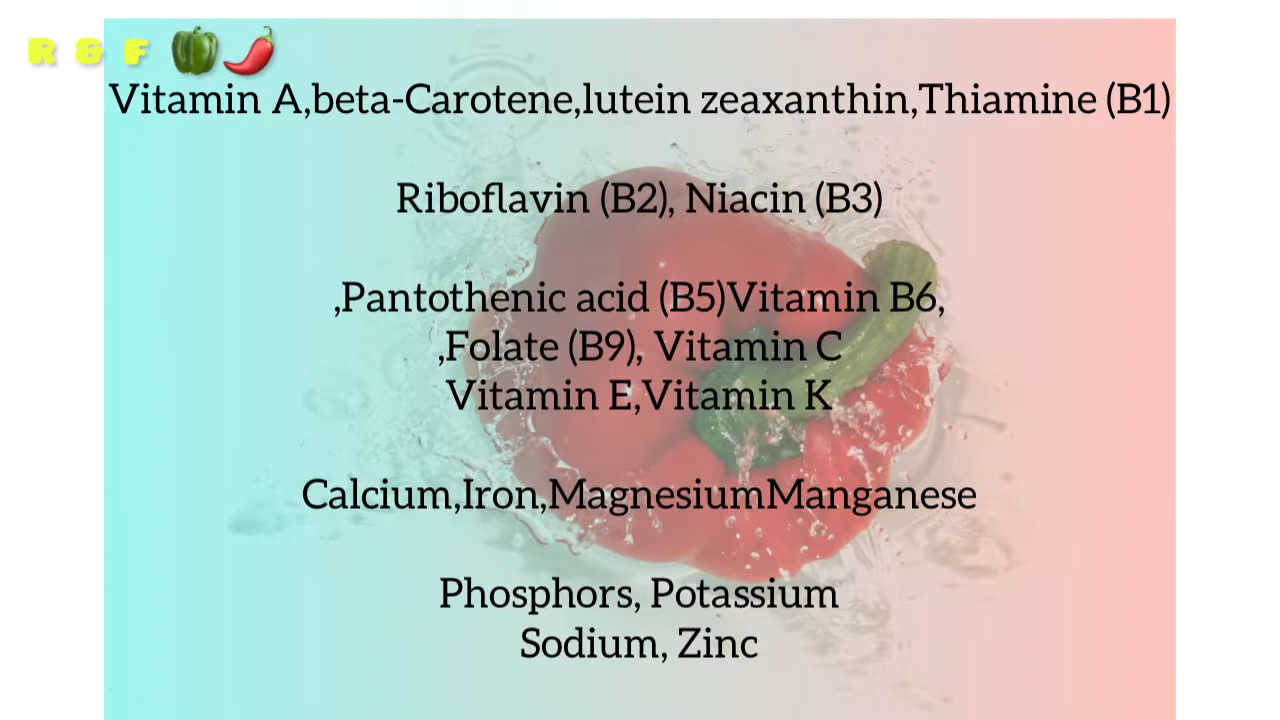 R & F
Vitamin A,beta-Carotene,lutein zeaxanthin,Thiamine (B1)
Riboflavin (B2), Niacin (B3)
,Pantothenic acid (B5)Vitamin B6,
,Folate (B9), Vitamin C
Vitamin E,Vitamin K
Calcium,Iron,MagnesiumManganese
Phosphors, Potassium
Sodium, Zinc